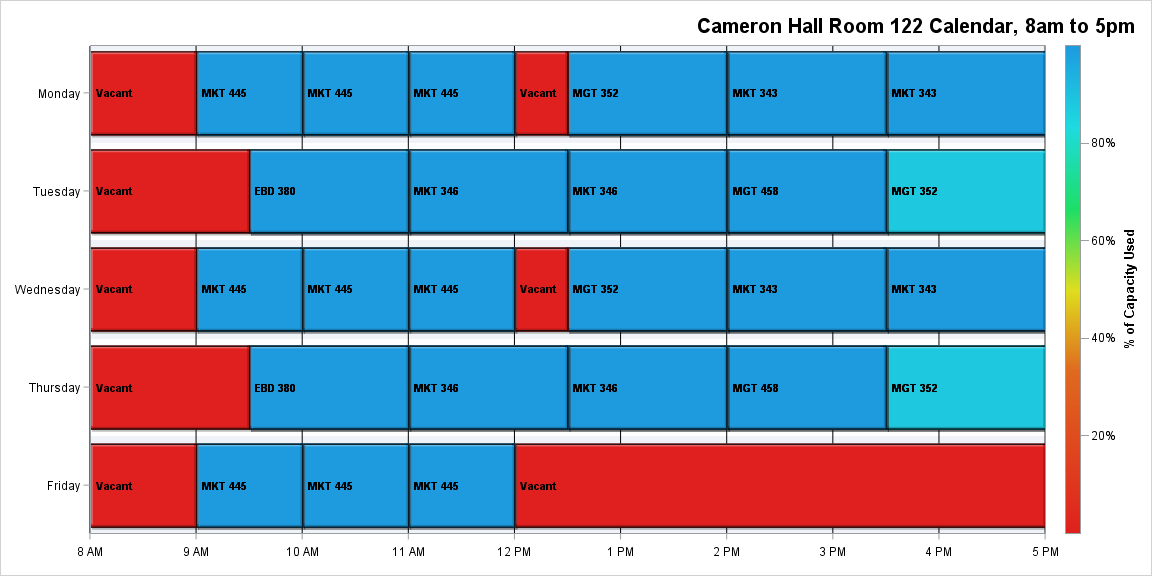 Cameron Hall Room 122 Calendar, 8am to 5pm
Monday Vacant MKT 445 MKT 445 MKT 445 Vacant MGT 352 MKT 343 MKT 343
80%
Tuesday Vacant EBD 380 MKT 346 MKT 346 MGT 458 MGT 352
60%
% of Capacity Used
Wednesday Vacant MKT 445 MKT 445 MKT 445 Vacant MGT 352 MKT 343 MKT 343
40%
Thursday Vacant EBD 380 MKT 346 MKT 346 MGT 458 MGT 352
20%
Friday Vacant MKT 445 MKT 445 MKT 445 Vacant
8 AM 9 AM 10 AM 11 AM 12 PM 1 PM 2 PM 3 PM 4 PM 5 PM